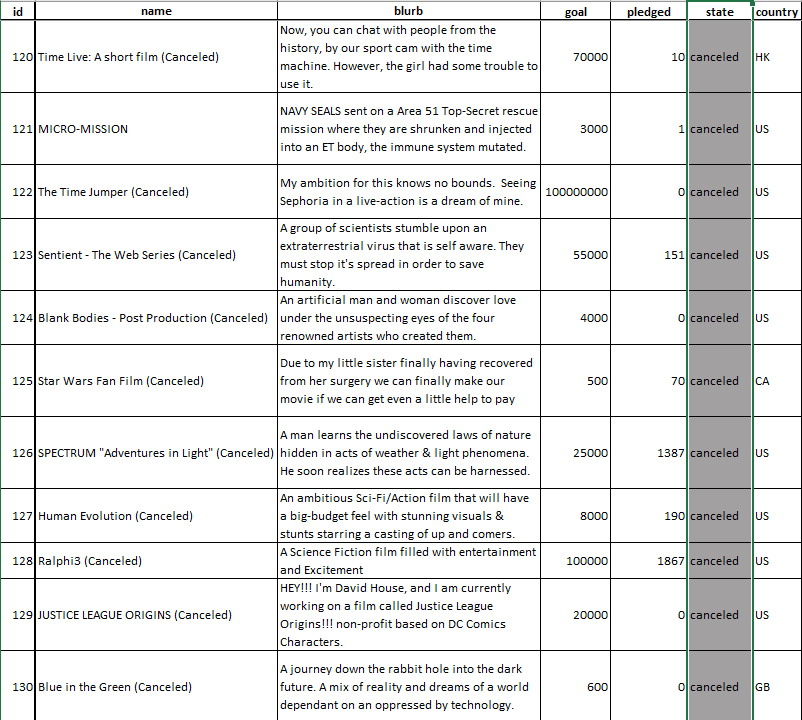 id name blurb goal pledged state country
Now, you can chat with people from the
history, by our sport cam with the time
120 Time Live: A short film (Canceled) machine. However, the girl had some trouble to 70000 10 canceled HK
use it.
NAVY SEALS sent on a Area 51 Top-Secret rescue
121 MICRO-MISSION mission where they are shrunken and injected 3000 1 canceled US
into an ET body, the immune system mutated.
122 The Time Jumper (Canceled) My ambition for this knows no bounds.  Seeing 100000000 0 canceled US
Sephoria in a live-action is a dream of mine.
A group of scientists stumble upon an
123 Sentient - The Web Series (Canceled) extraterrestrial virus that is self aware. They 55000 151 canceled US
must stop it's spread in order to save
humanity.
An artificial man and woman discover love
124 Blank Bodies - Post Production (Canceled) under the unsuspecting eyes of the four 4000 0 canceled US
renowned artists who created them.
Due to my little sister finally having recovered
125 Star Wars Fan Film (Canceled) from her surgery we can finally make our 500 70 canceled CA
movie if we can get even a little help to pay
A man learns the undiscovered laws of nature
126 SPECTRUM "Adventures in Light" (Canceled) hidden in acts of weather & light phenomena. 25000 1387 canceled US
He soon realizes these acts can be harnessed.
An ambitious Sci-Fi/Action film that will have
127 Human Evolution (Canceled) a big-budget feel with stunning visuals & 8000 190 canceled US
stunts starring a casting of up and comers.
128 Ralphi3 (Canceled) A Science Fiction film filled with entertainment 100000 1867 canceled US
and Excitement
HEY!!! I'm David House, and I am currently
working on a film called Justice League
129 JUSTICE LEAGUE ORIGINS (Canceled) Origins!!! non-profit based on DC Comics 20000 0 canceled US
Characters.
A journey down the rabbit hole into the dark
130 Blue in the Green (Canceled) future. A mix of reality and dreams of a world 600 0 canceled GB
dependant on an oppressed by technology.